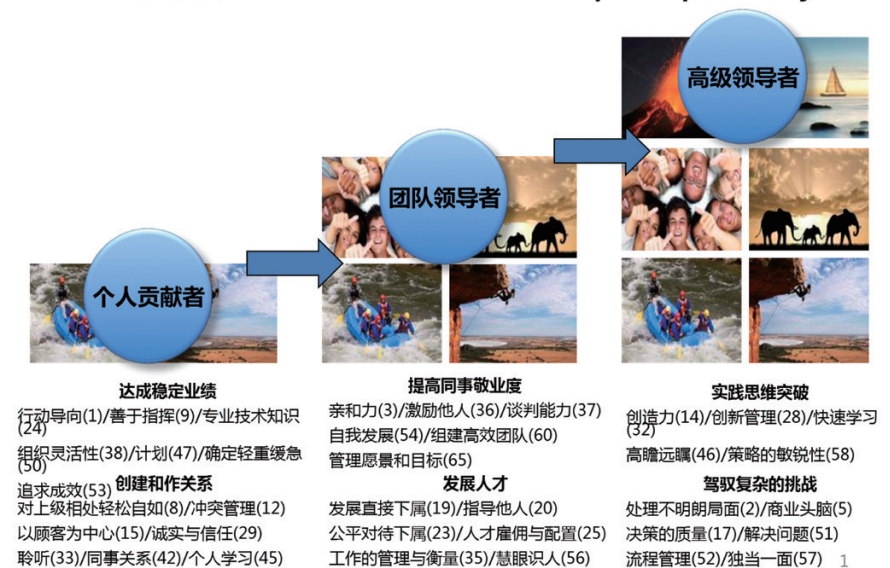 高级领导者
团队领导者
个人贡献者
达成稳定业绩
行动导向(1)/善于指挥(9)/专业技术知识
(24)
组织灵活性(38)/计划(47)/确定轻重缓急
(50)
追求成效(53)
创建和作关系
对上级相处轻松自如(8)/冲突管理(12)
以顾客为中心(15)/诚实与信任(29)
聆听(33)/同事关系(42)/个人学习(45)
提高同事敬业度
亲和力(3)/激励他人(36)/谈判能力(37)
自我发展(54)/组建高效团队(60)
管理愿景和目标(65)
发展人才
发展直接下属(19)/指导他人(20)
公平对待下属(23)/人才雇佣与配置(25)
工作的管理与衡量(35)/慧眼识人(56)
实践思维突破
创造力(14)/创新管理(28)/快速学习
(32)
高瞻远瞩(46)/策略的敏锐性(58)
驾驭复杂的挑战
处理不明朗局面(2)/商业头脑(5)
决策的质量(17)/解决问题(51)
流程管理(52)/独当一面(57)
1